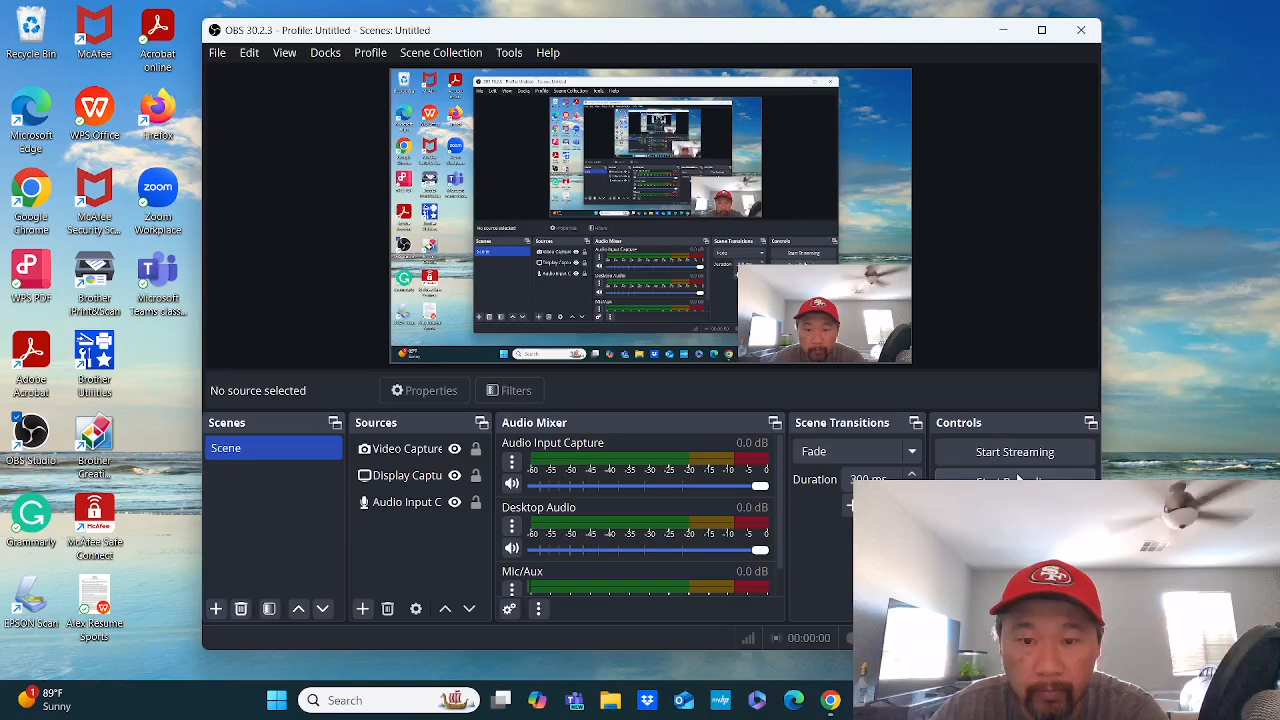 OBS 30.2.3 - Profile: Untitled - Scenes: Untitled
File Edit View Docks Profile Scene Collection Tools Help
Recycle Bin
McAfee
Acrobat online
Microsoft Edge
WPS Office
Firefox
Google Chrome
McAfee Security Sc...
Zoom Workplace
WPS PDF
Brother iPrint&Scan
Microsoft Teams class...
Adobe Acrobat
Brother Utilities
OBS Studio
Brother Creati...
Grammarly
McAfee Safe Connect
EPSON Scan
Alex Resume Sports
No source selected
Properties
Filters
Scenes
Scene
Sources
Video Capture
Display Captu
Audio Input C
Audio Mixer
Audio Input Capture 0.0 dB
-60 -55 -50 -45 -40 -35 -30 -25 -20 -15 -10 -5 0
Desktop Audio 0.0 dB
-60 -55 -50 -45 -40 -35 -30 -25 -20 -15 -10 -5 0
Mic/Aux 0.0 dB
Scene Transitions
Fade
Duration 300 ms
Controls
Start Streaming
00:00:00
1
89°F
Sunny
Search